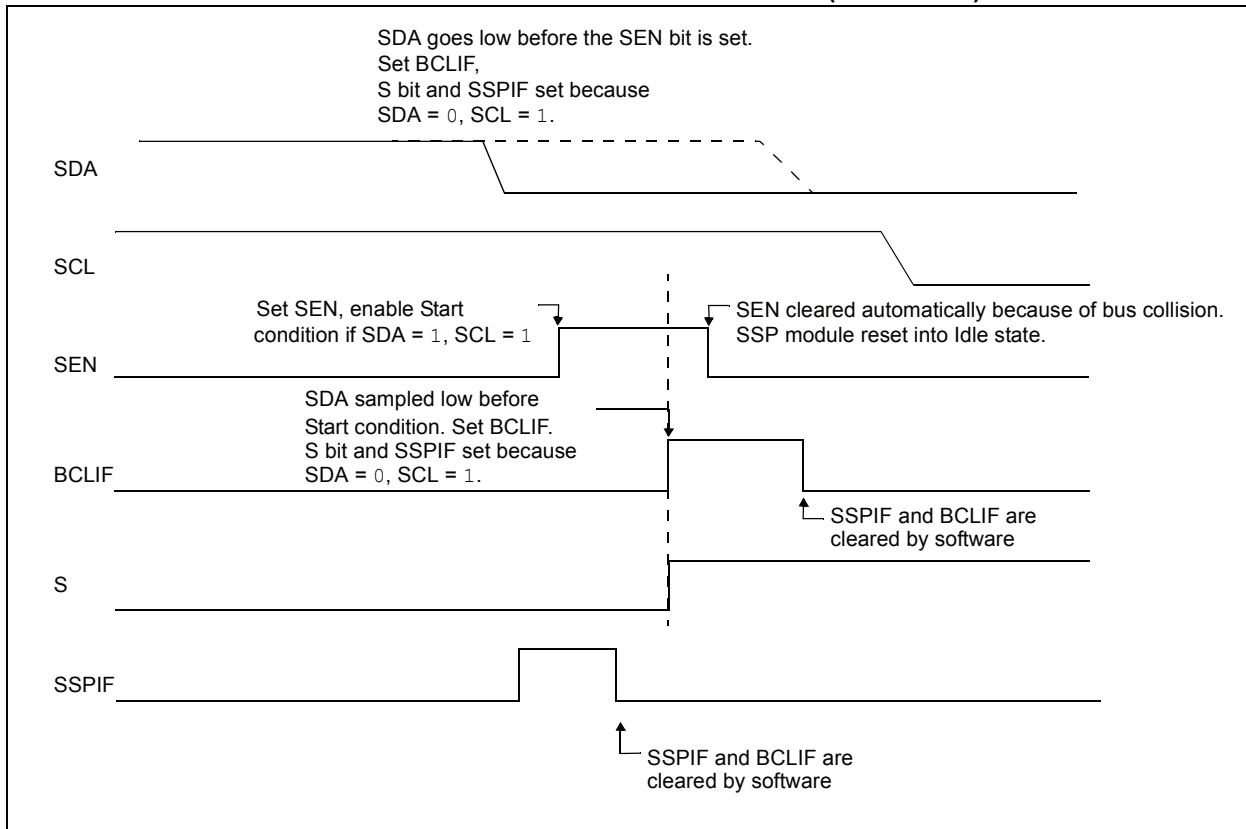 SDA goes low before the SEN bit is set.
Set BCLIF,
S bit and SSPIF set because
SDA = 0, SCL = 1.
SDA
SCL
Set SEN, enable Start
condition if SDA = 1, SCL = 1
SEN cleared automatically because of bus collision.
SSP module reset into Idle state.
SEN
SDA sampled low before
Start condition. Set BCLIF.
S bit and SSPIF set because
SDA = 0, SCL = 1.
BCLIF
SSPIF and BCLIF are
cleared by software
S
SSPIF
SSPIF and BCLIF are
cleared by software